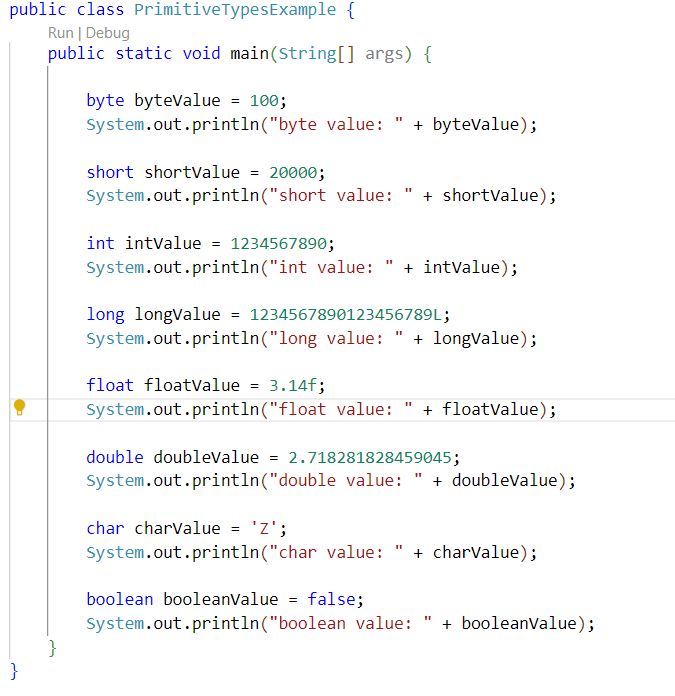 public class PrimitiveTypesExample {
Run | Debug
public static void main(String[] args) {
byte byteValue = 100;
System.out.println("byte value: " + byteValue);
short shortValue = 20000;
System.out.println("short value: " + shortValue);
int intValue = 1234567890;
System.out.println("int value: " + intValue);
long longValue = 1234567890123456789L;
System.out.println("long value: " + longValue);
float floatValue = 3.14f;
System.out.println("float value: " + floatValue);
double doubleValue = 2.718281828459045;
System.out.println("double value: " + doubleValue);
char charValue = 'Z';
System.out.println("char value: " + charValue);
boolean booleanValue = false;
System.out.println("boolean value: " + booleanValue);
}
}